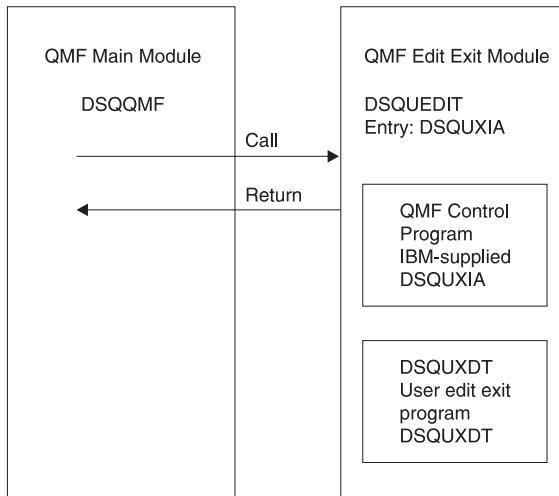 QMF Main Module
DSQQMF
Call
Return
QMF Edit Exit Module
DSQUEDIT
Entry: DSQUXIA
QMF Control
Program
IBM-supplied
DSQUXIA
DSQUXDT
User edit exit
program
DSQUXDT